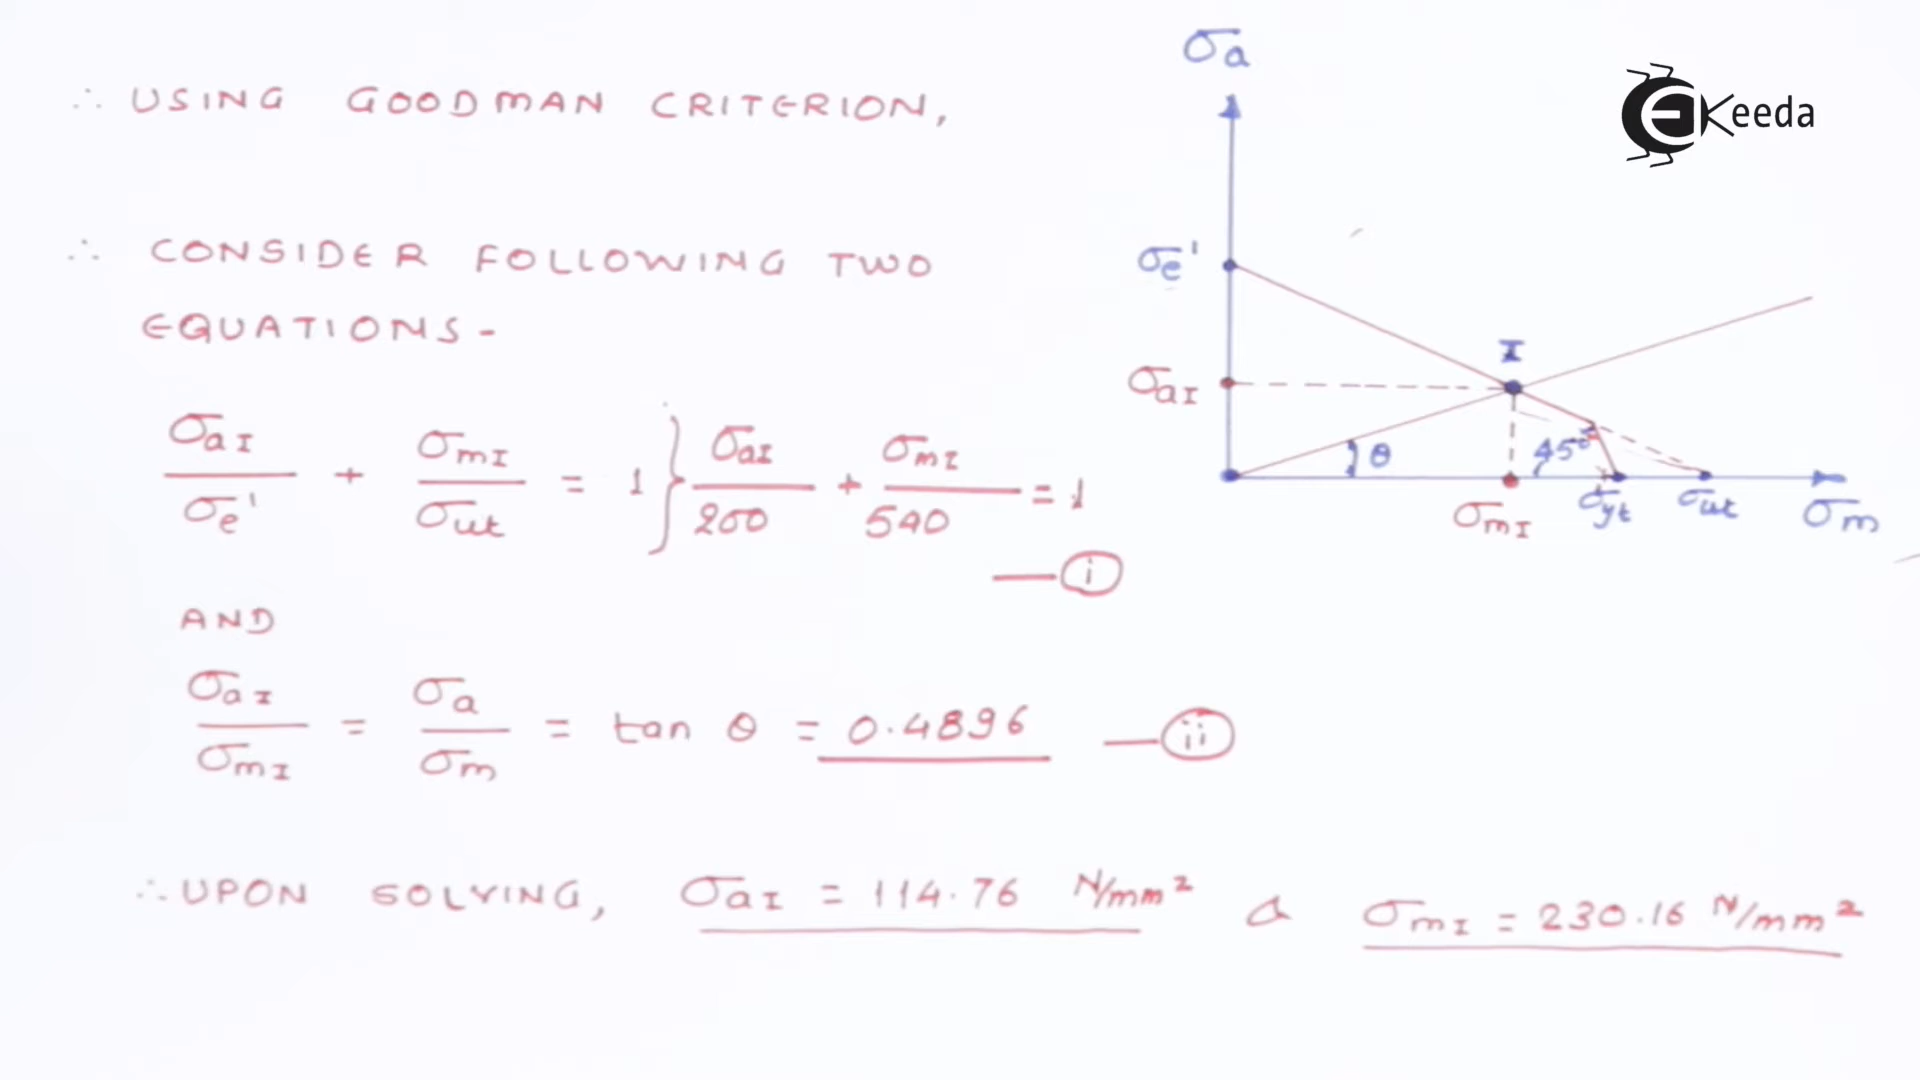 ∴ USING GOODMAN CRITERION,
∴ CONSIDER FOLLOWING TWO
EQUATIONS-
σaI/σe' + σmI/σut = 1 } σaI/200 + σmI/540 = 1
— i
AND
σaI/σmI = σa/σm = tan θ = 0.4896 — ii
∴ UPON SOLVING, σaI = 114.76 N/mm² & σmI = 230.16 N/mm²
σa
Keeda
σe'
I
σaI
θ
45°
σmI
σyt
σut
σm